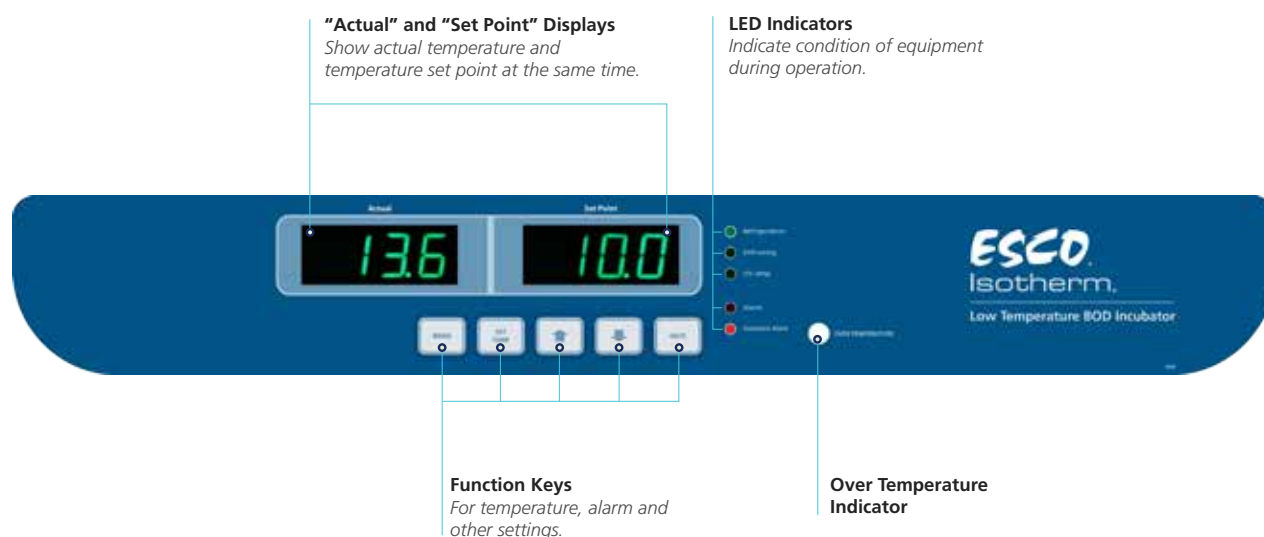 “Actual” and “Set Point” Displays
Show actual temperature and
temperature set point at the same time.
LED Indicators
Indicate condition of equipment
during operation.
Actual
Set Point
13.6
10.0
Refrigeration
Alarm
ESCO
Isotherm
Low Temperature BOD Incubator
Function Keys
For temperature, alarm and
other settings.
Over Temperature
Indicator